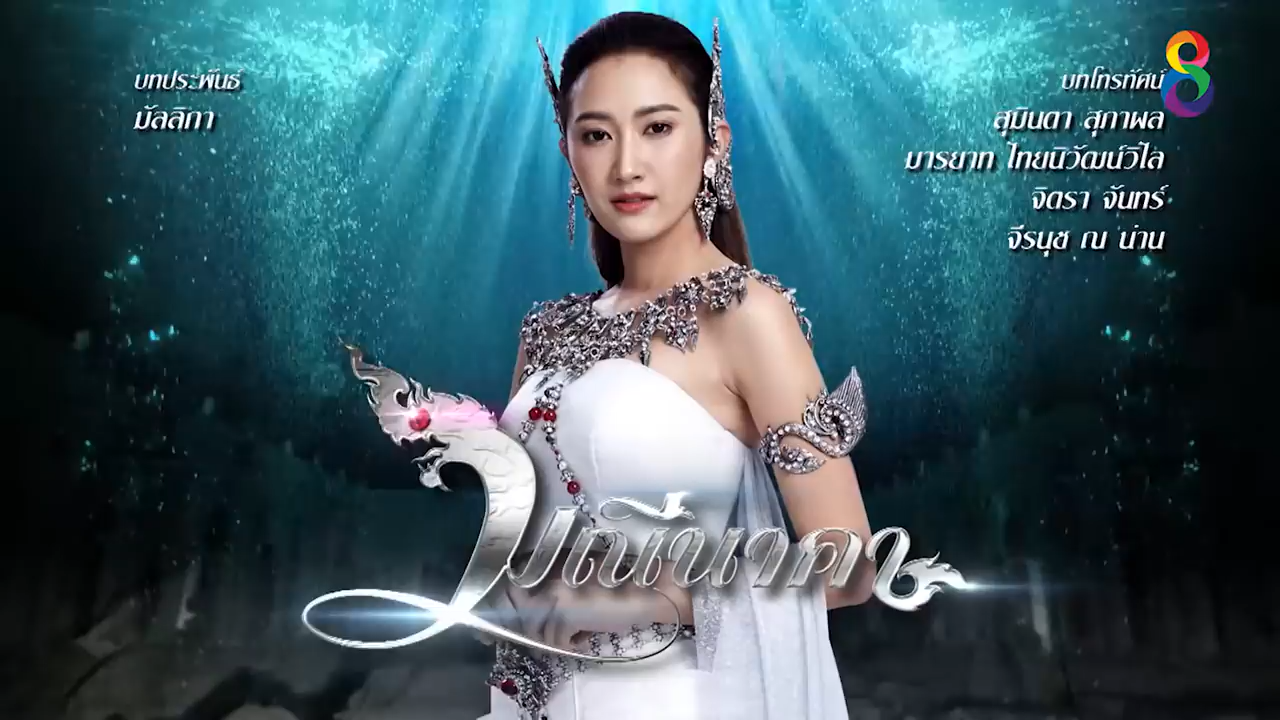 บทประพันธ์
มัลลิกา
บทโทรทัศน์
สุมินดา สุภาผล
มารยาท ไทยนิวัฒน์วิไล
จิตรา จันทร์
จีรนุช ณ น่าน
8
มณีนาคา